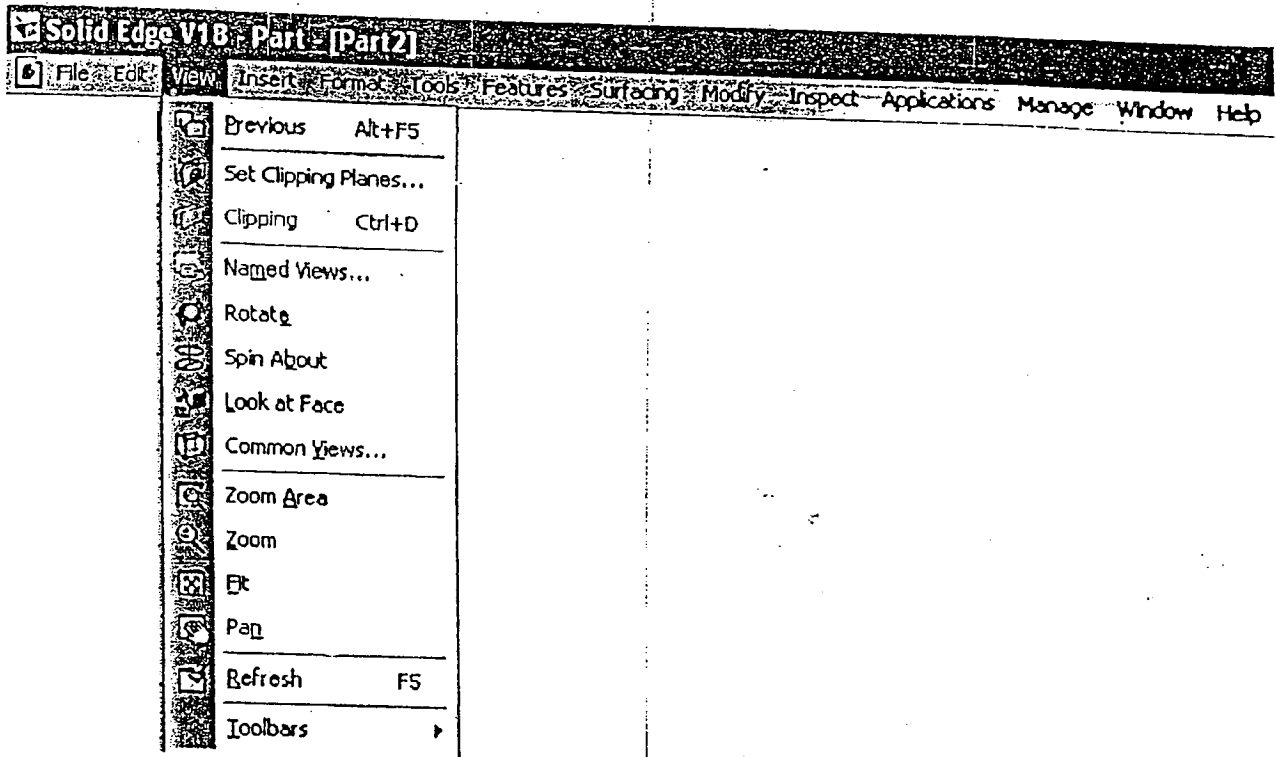 Solid Edge V18 - Part - [Part2]
File Edit View Insert Format Tools Features Surfacing Modify Inspect Applications Manage Window Help
Previous Alt+F5
Set Clipping Planes...
Clipping Ctrl+D
Named Views...
Rotate
Spin About
Look at Face
Common Views...
Zoom Area
Zoom
Fit
Pan
Refresh F5
Toolbars